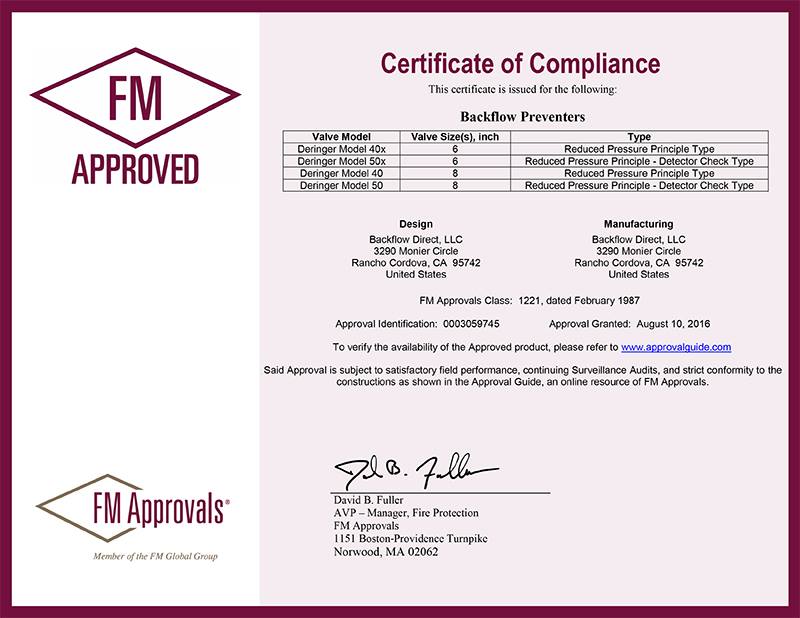 FM
APPROVED
Certificate of Compliance
This certificate is issued for the following:
Backflow Preventers
Valve Model Valve Size(s), inch Type
Deringer Model 40x 6 Reduced Pressure Principle Type
Deringer Model 50x 6 Reduced Pressure Principle - Detector Check Type
Deringer Model 40 8 Reduced Pressure Principle Type
Deringer Model 50 8 Reduced Pressure Principle - Detector Check Type
Design
Backflow Direct, LLC
3290 Monier Circle
Rancho Cordova, CA 95742
United States
Manufacturing
Backflow Direct, LLC
3290 Monier Circle
Rancho Cordova, CA 95742
United States
FM Approvals Class: 1221, dated February 1987
Approval Identification: 0003059745 Approval Granted: August 10, 2016
To verify the availability of the Approved product, please refer to www.approvalguide.com
Said Approval is subject to satisfactory field performance, continuing Surveillance Audits, and strict conformity to the
constructions as shown in the Approval Guide, an online resource of FM Approvals.
David B. Fuller
David B. Fuller
AVP – Manager, Fire Protection
FM Approvals
1151 Boston-Providence Turnpike
Norwood, MA 02062
FM Approvals®
Member of the FM Global Group